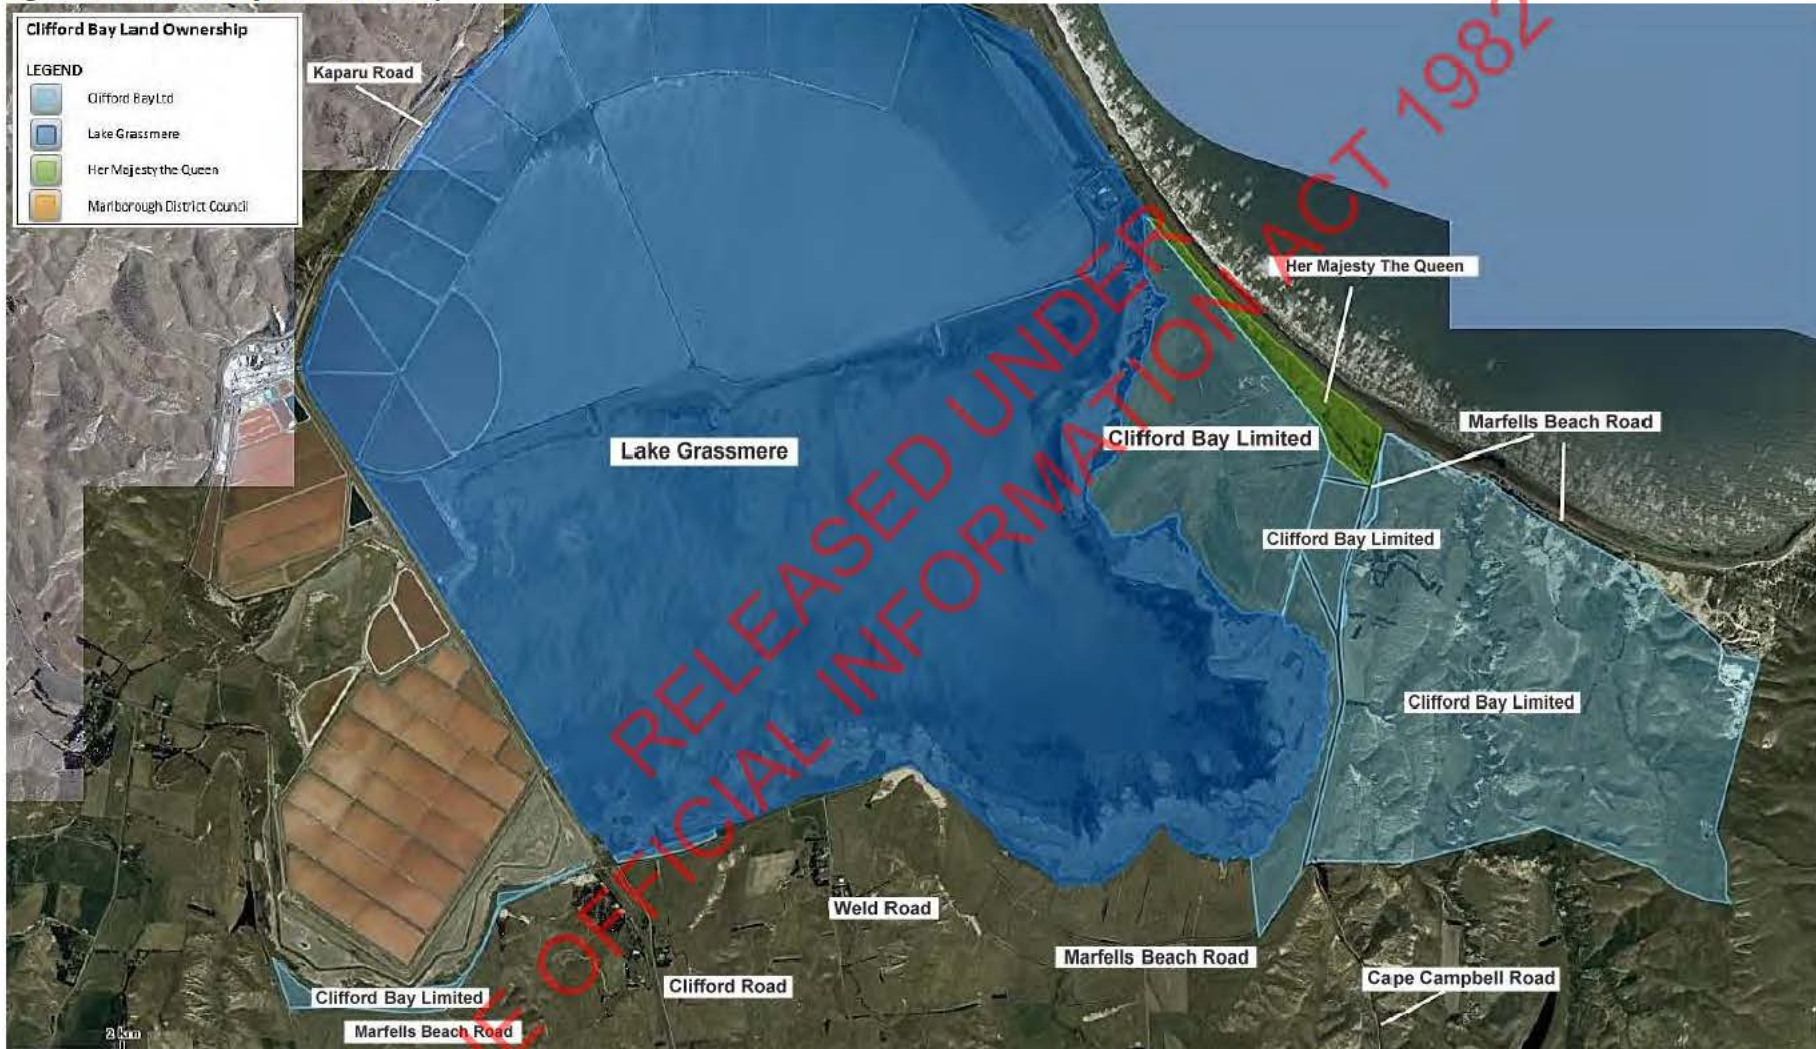 Clifford Bay Land Ownership
LEGEND
Clifford Bay Ltd
Lake Grassmere
Her Majesty the Queen
Marlborough District Council
Kaparu Road
Her Majesty The Queen
Marfells Beach Road
Clifford Bay Limited
Lake Grassmere
Clifford Bay Limited
Clifford Bay Limited
Weld Road
Marfells Beach Road
Cape Campbell Road
Clifford Road
Clifford Bay Limited
Marfells Beach Road
2 km
RELEASED UNDER
THE OFFICIAL INFORMATION ACT 1982